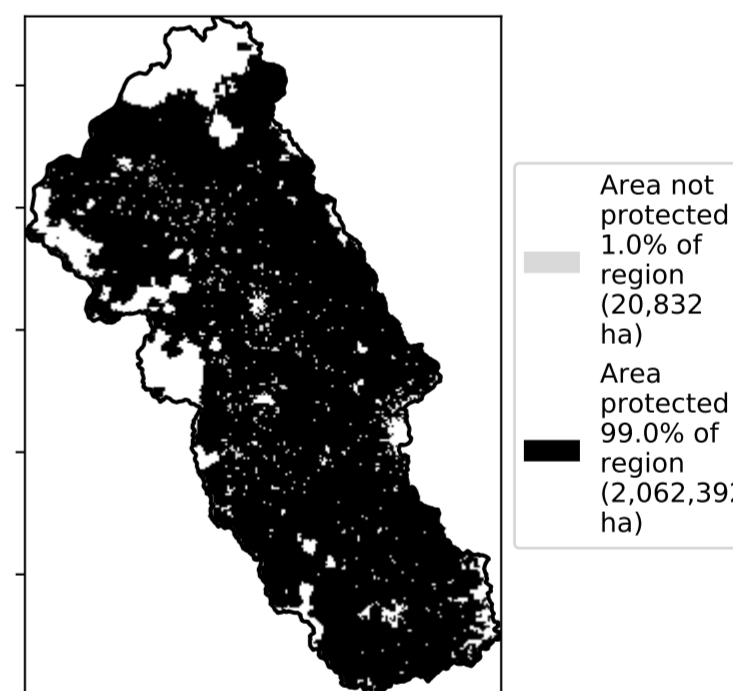 Area not
protected
1.0% of
region
(20,832
ha)
Area
protected
99.0% of
region
(2,062,392
ha)